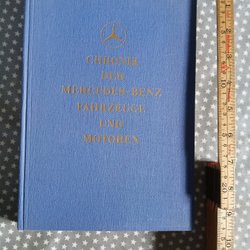 CHRONIK
DER
MERCEDES-BENZ
FAHRZEUGE
UND
MOTOREN